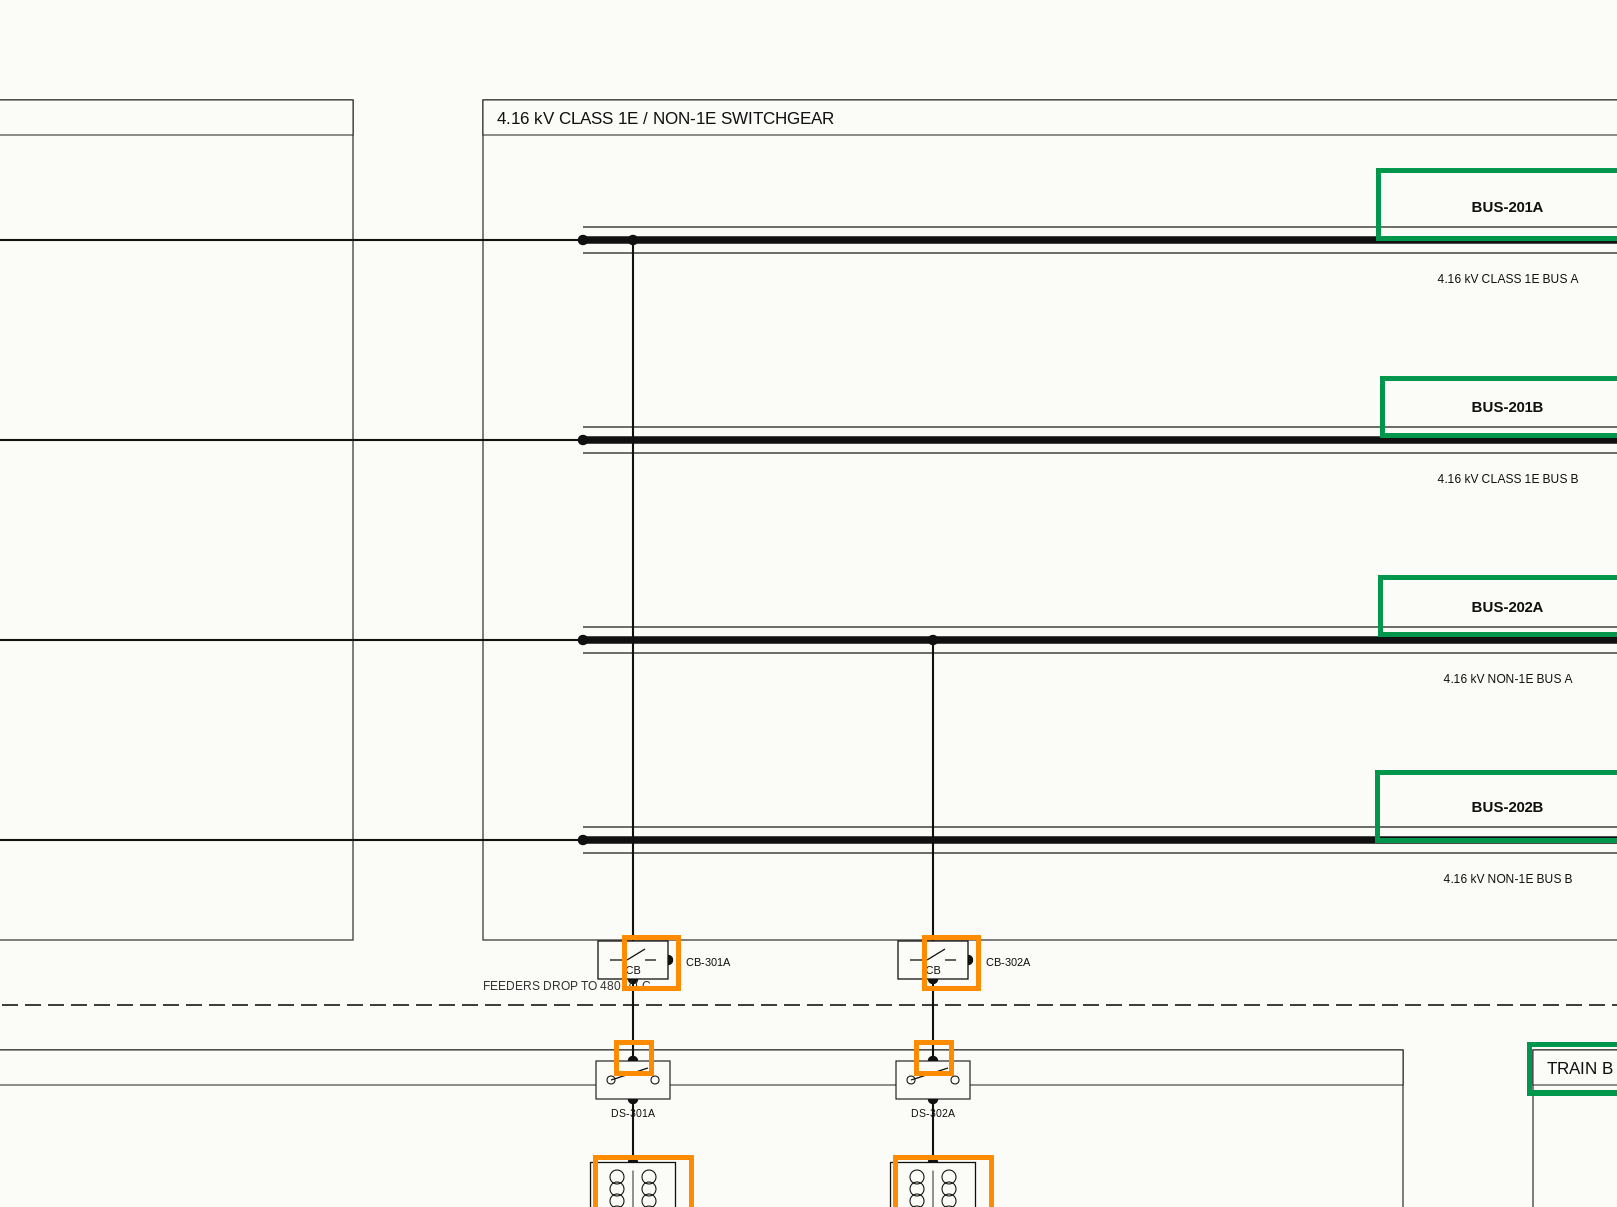 4.16 kV CLASS 1E / NON-1E SWITCHGEAR
BUS-201A
4.16 kV CLASS 1E BUS A
BUS-201B
4.16 kV CLASS 1E BUS B
BUS-202A
4.16 kV NON-1E BUS A
BUS-202B
4.16 kV NON-1E BUS B
CB
CB-301A
CB
CB-302A
FEEDERS DROP TO 480
TRAIN B
DS-301A
DS-302A